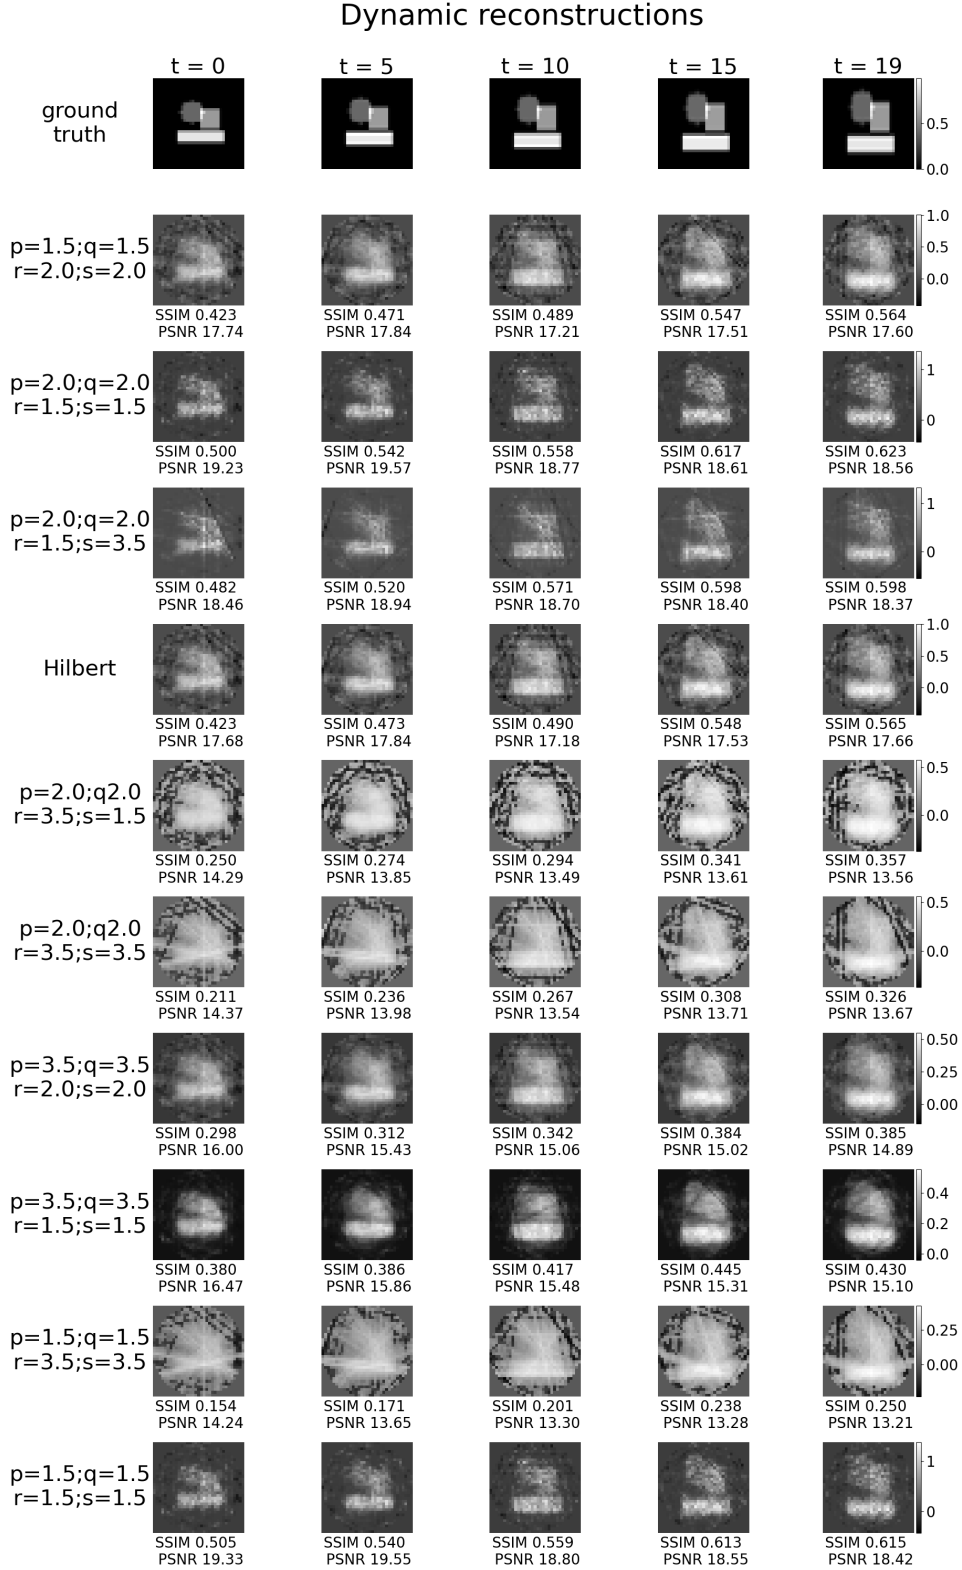 Dynamic reconstructions
t = 0 t = 5 t = 10 t = 15 t = 19
ground
truth
0.5
0.0
p=1.5;q=1.5
r=2.0;s=2.0
1.0
0.5
0.0
SSIM 0.423 SSIM 0.471 SSIM 0.489 SSIM 0.547 SSIM 0.564
PSNR 17.74 PSNR 17.84 PSNR 17.21 PSNR 17.51 PSNR 17.60
p=2.0;q=2.0
r=1.5;s=1.5
1
0
SSIM 0.500 SSIM 0.542 SSIM 0.558 SSIM 0.617 SSIM 0.623
PSNR 19.23 PSNR 19.57 PSNR 18.77 PSNR 18.61 PSNR 18.56
p=2.0;q=2.0
r=1.5;s=3.5
1
0
SSIM 0.482 SSIM 0.520 SSIM 0.571 SSIM 0.598 SSIM 0.598
PSNR 18.46 PSNR 18.94 PSNR 18.70 PSNR 18.40 PSNR 18.37
Hilbert
1.0
0.5
0.0
SSIM 0.423 SSIM 0.473 SSIM 0.490 SSIM 0.548 SSIM 0.565
PSNR 17.68 PSNR 17.84 PSNR 17.18 PSNR 17.53 PSNR 17.66
p=2.0;q2.0
r=3.5;s=1.5
0.5
0.0
SSIM 0.250 SSIM 0.274 SSIM 0.294 SSIM 0.341 SSIM 0.357
PSNR 14.29 PSNR 13.85 PSNR 13.49 PSNR 13.61 PSNR 13.56
p=2.0;q2.0
r=3.5;s=3.5
0.5
0.0
SSIM 0.211 SSIM 0.236 SSIM 0.267 SSIM 0.308 SSIM 0.326
PSNR 14.37 PSNR 13.98 PSNR 13.54 PSNR 13.71 PSNR 13.67
p=3.5;q=3.5
r=2.0;s=2.0
0.50
0.25
0.00
SSIM 0.298 SSIM 0.312 SSIM 0.342 SSIM 0.384 SSIM 0.385
PSNR 16.00 PSNR 15.43 PSNR 15.06 PSNR 15.02 PSNR 14.89
p=3.5;q=3.5
r=1.5;s=1.5
0.4
0.2
0.0
SSIM 0.380 SSIM 0.386 SSIM 0.417 SSIM 0.445 SSIM 0.430
PSNR 16.47 PSNR 15.86 PSNR 15.48 PSNR 15.31 PSNR 15.10
p=1.5;q=1.5
r=3.5;s=3.5
0.25
0.00
SSIM 0.154 SSIM 0.171 SSIM 0.201 SSIM 0.238 SSIM 0.250
PSNR 14.24 PSNR 13.65 PSNR 13.30 PSNR 13.28 PSNR 13.21
p=1.5;q=1.5
r=1.5;s=1.5
1
0
SSIM 0.505 SSIM 0.540 SSIM 0.559 SSIM 0.613 SSIM 0.615
PSNR 19.33 PSNR 19.55 PSNR 18.80 PSNR 18.55 PSNR 18.42